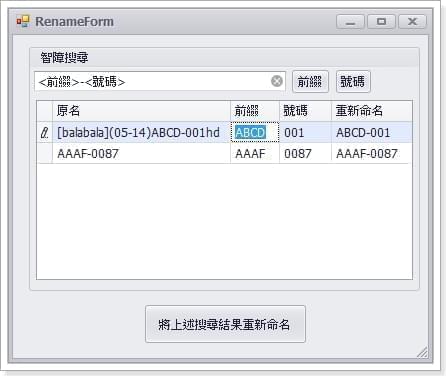 RenameForm
智障搜尋
<前綴>-<號碼>
前綴
號碼
原名 前綴 號碼 重新命名
[balabala](05-14)ABCD-001hd ABCD 001 ABCD-001
AAAF-0087 AAAF 0087 AAAF-0087
將上述搜尋結果重新命名